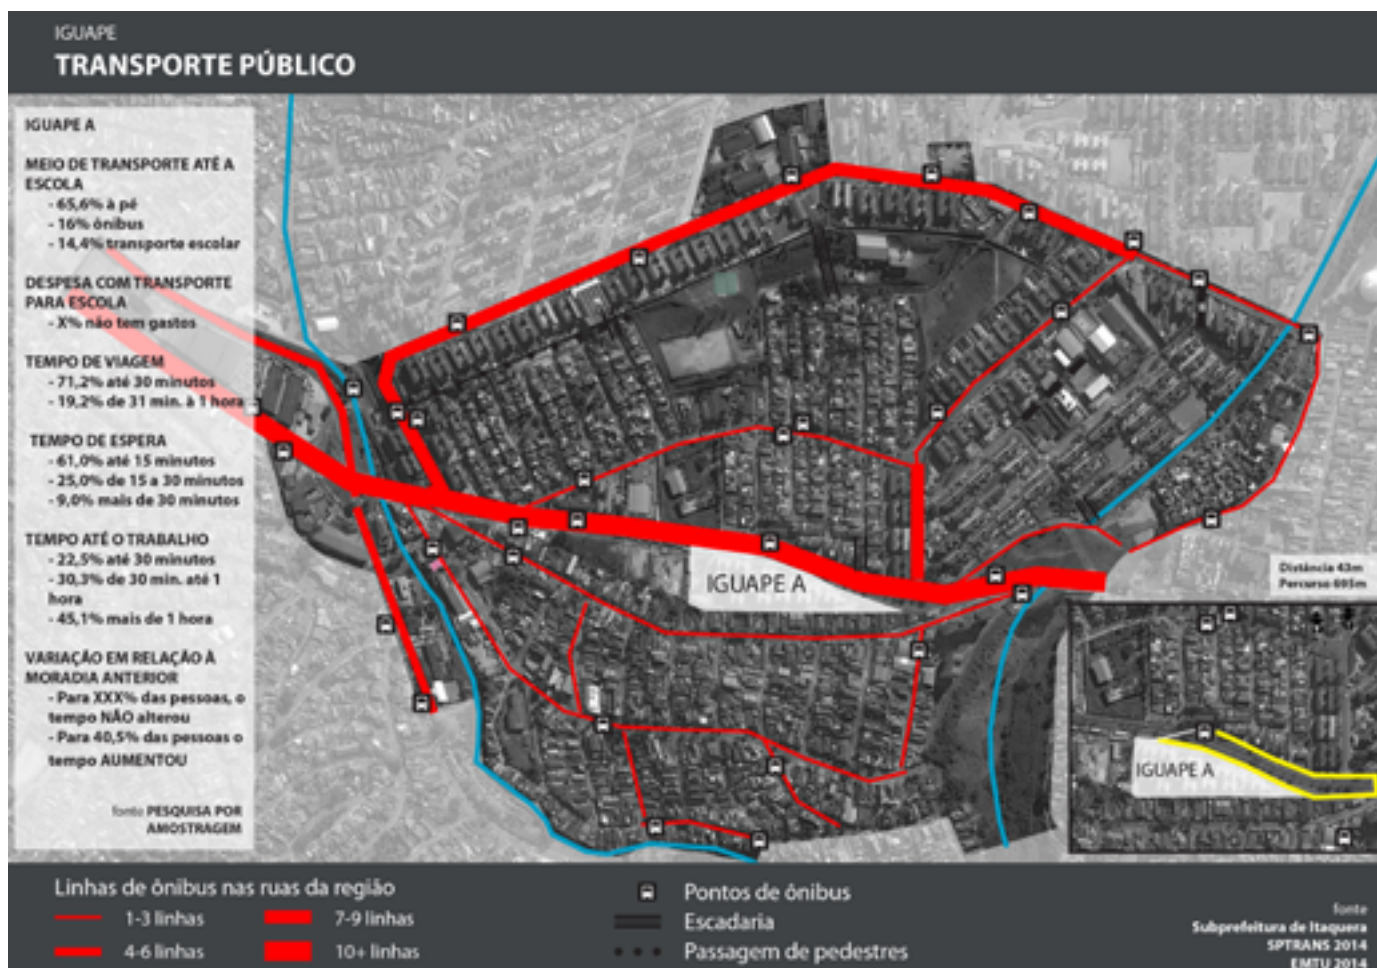 IGUAPE
TRANSPORTE PÚBLICO
IGUAPE A
MEIO DE TRANSPORTE ATÉ A
ESCOLA
- 65,6% à pé
- 16% ônibus
- 14,4% transporte escolar
DESPESA COM TRANSPORTE
PARA ESCOLA
- X% não tem gastos
TEMPO DE VIAGEM
- 71,2% até 30 minutos
- 19,2% de 31 min. à 1 hora
TEMPO DE ESPERA
- 61,0% até 15 minutos
- 25,0% de 15 a 30 minutos
- 9,0% mais de 30 minutos
TEMPO ATÉ O TRABALHO
- 22,5% até 30 minutos
- 30,3% de 30 min. até 1
hora
- 45,1% mais de 1 hora
VARIAÇÃO EM RELAÇÃO À
MORADIA ANTERIOR
- Para XXX% das pessoas, o
tempo NÃO alterou
- Para 40,5% das pessoas o
tempo AUMENTOU
fonte PESQUISA POR
AMOSTRAGEM
IGUAPE A
Distância 43m
Percurso 695m
IGUAPE A
Linhas de ônibus nas ruas da região
1-3 linhas
4-6 linhas
7-9 linhas
10+ linhas
Pontos de ônibus
Escadaria
Passagem de pedestres
fonte
Subprefeitura de Itaquera
SPTRANS 2014
EMTU 2014